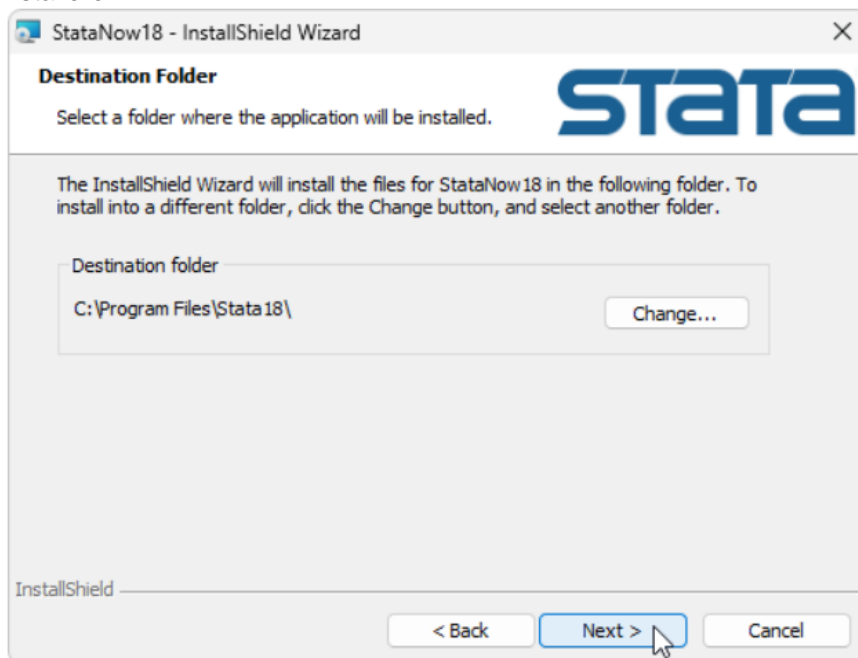 StataNow18 - InstallShield Wizard
Destination Folder
Select a folder where the application will be installed.
STATA
The InstallShield Wizard will install the files for StataNow18 in the following folder. To
install into a different folder, click the Change button, and select another folder.
Destination folder
C:\Program Files\Stata18\
Change...
InstallShield
< Back
Next >
Cancel